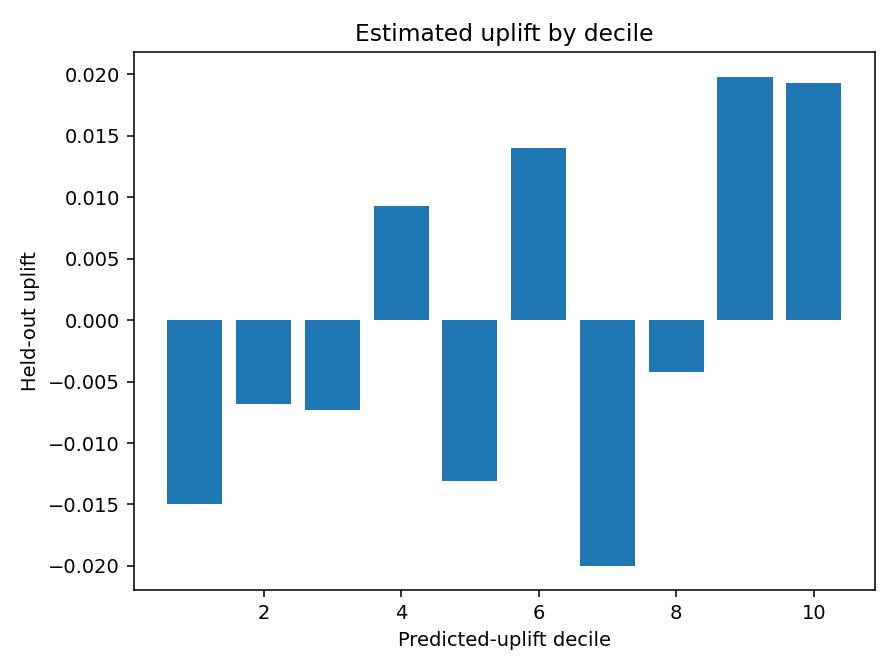 Estimated uplift by decile
0.020
0.015
0.010
0.005
0.000
−0.005
−0.010
−0.015
−0.020
Held-out uplift
2 4 6 8 10
Predicted-uplift decile